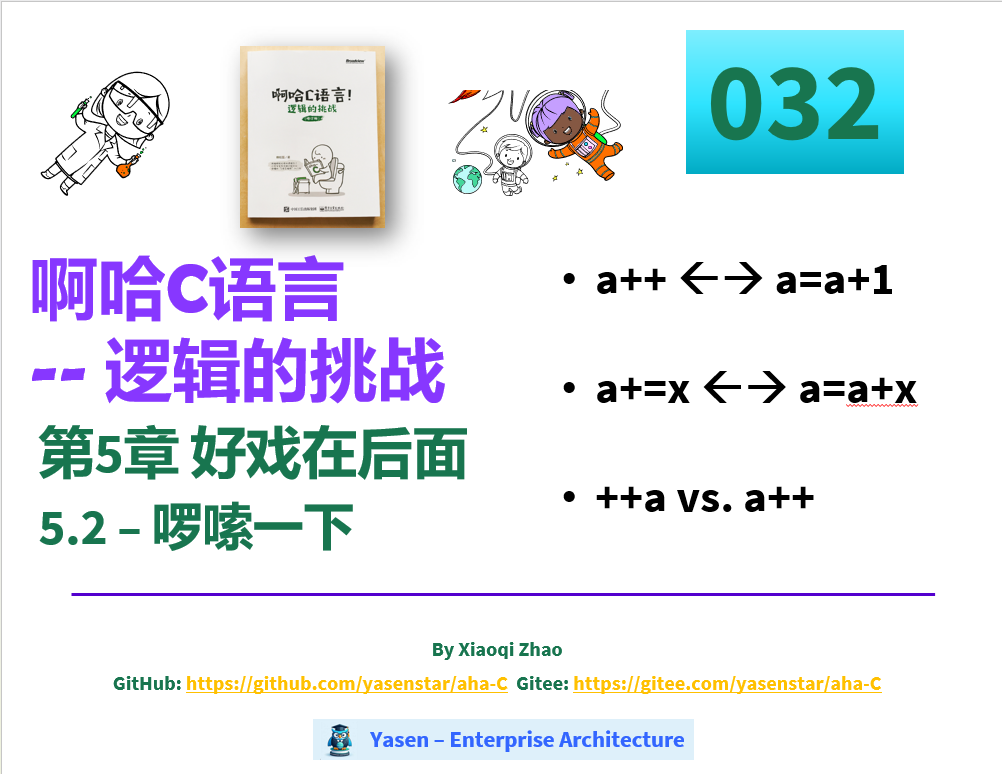 啊哈C语言!
逻辑的挑战
032
啊哈C语言
-- 逻辑的挑战
第5章 好戏在后面
5.2 – 啰嗦一下
• a++ ←→ a=a+1
• a+=x ←→ a=a+x
• ++a vs. a++
By Xiaoqi Zhao
GitHub: https://github.com/yasenstar/aha-C Gitee: https://gitee.com/yasenstar/aha-C
Yasen – Enterprise Architecture